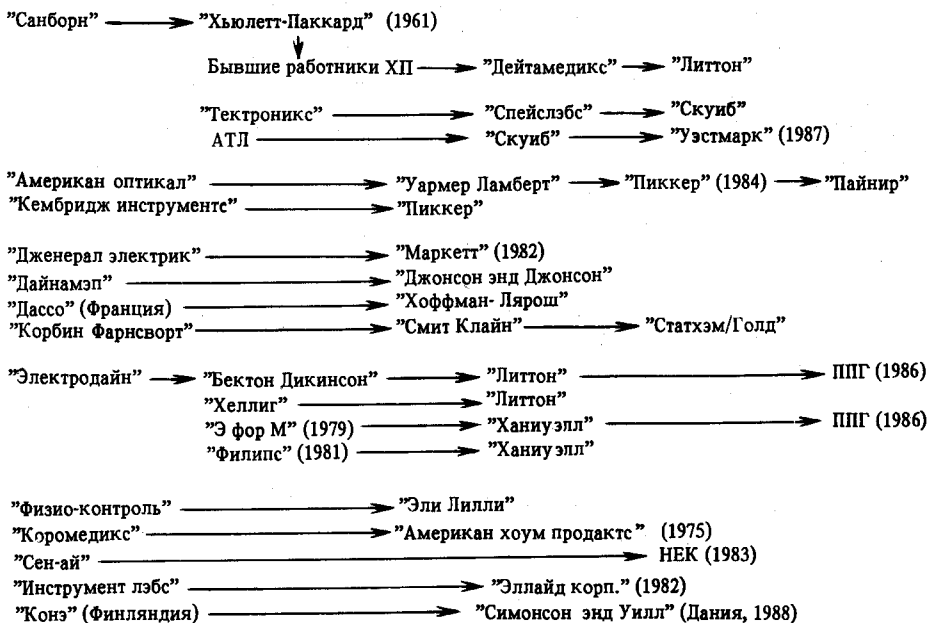 "Санборн" → "Хьюлетт-Паккард" (1961)
Бывшие работники ХП → "Дейтамедикс" → "Литтон"
"Тектроникс" → "Спейслэбс" → "Скуиб"
АТЛ → "Скуиб" → "Уэстмарк" (1987)
"Американ оптикал" → "Уармер Ламберт" → "Пиккер" (1984) → "Пайнир"
"Кембридж инструментс" → "Пиккер"
"Дженерал электрик" → "Маркетт" (1982)
"Дайнамэп" → "Джонсон энд Джонсон"
"Дассо" (Франция) → "Хоффман- Лярош"
"Корбин Фарнсворт" → "Смит Клайн" → "Статхэм/Голд"
"Электродайн" → "Бектон Дикинсон" → "Литтон" → ППГ (1986)
"Хеллиг" → "Литтон"
"Э фор М" (1979) → "Ханиуэлл" → ППГ (1986)
"Филипс" (1981) → "Ханиуэлл"
"Физио-контроль" → "Эли Лилли"
"Коромедикс" → "Американ хоум продактс" (1975)
"Сен-ай" → НЕК (1983)
"Инструмент лэбс" → "Эллайд корп." (1982)
"Конэ" (Финляндия) → "Симонсон энд Уилл" (Дания, 1988)